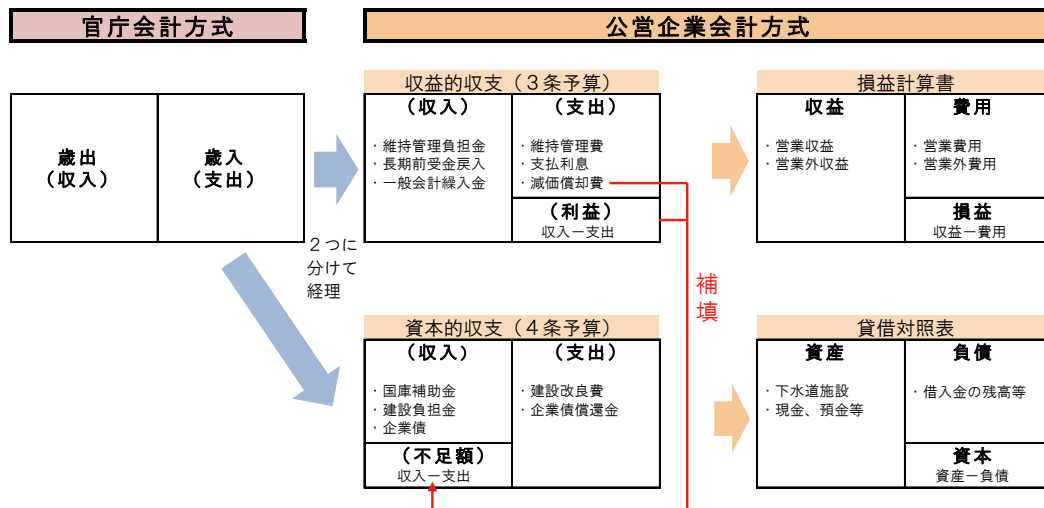 官庁会計方式
公営企業会計方式
歳出
(収入)
歳入
(支出)
2つに
分けて
経理
収益的収支(3条予算)
(収入)
・維持管理負担金
・長期前受金戻入
・一般会計繰入金
(支出)
・維持管理費
・支払利息
・減価償却費
(利益)
収入ー支出
損益計算書
収益
・営業収益
・営業外収益
費用
・営業費用
・営業外費用
損益
収益ー費用
補
填
資本的収支(4条予算)
(収入)
・国庫補助金
・建設負担金
・企業債
(不足額)
収入ー支出
(支出)
・建設改良費
・企業債償還金
貸借対照表
資産
・下水道施設
・現金、預金等
負債
・借入金の残高等
資本
資産ー負債